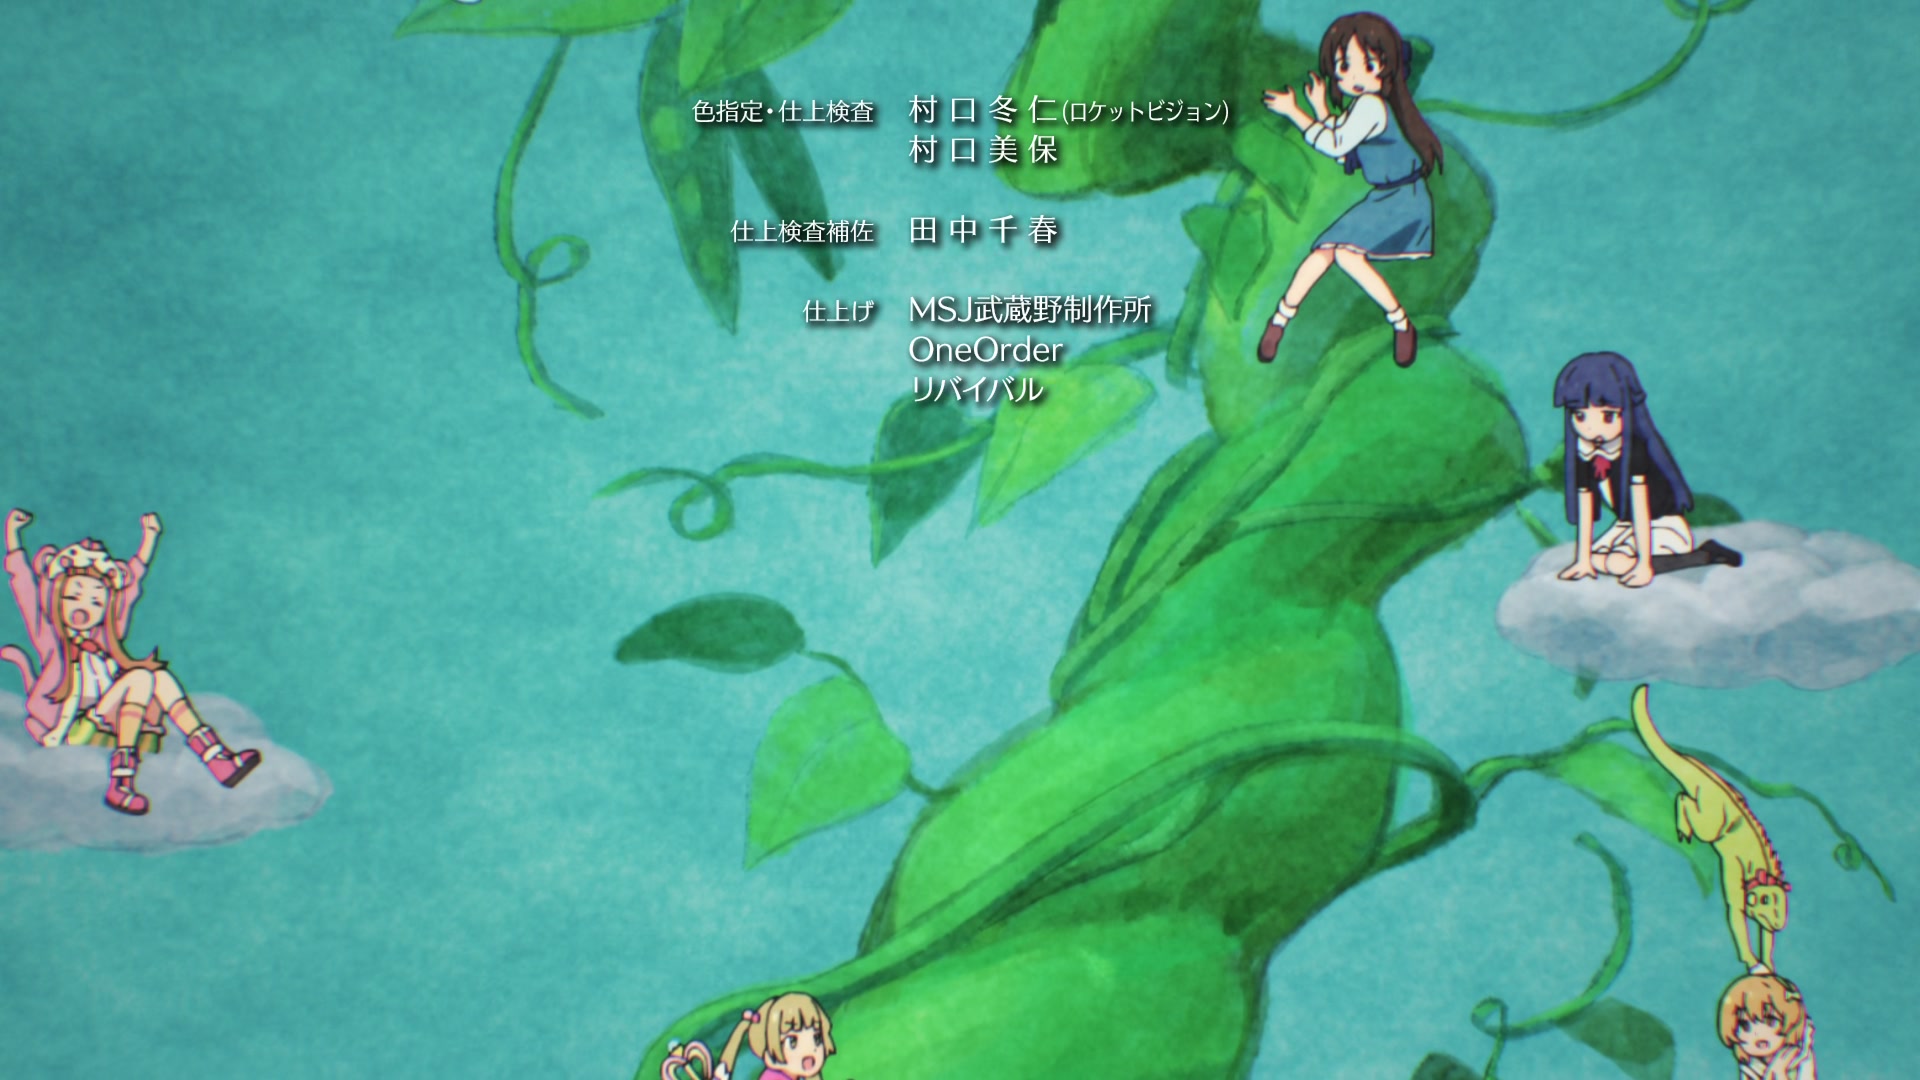 色指定・仕上検査 村口冬仁(ロケットビジョン)
村口美保
仕上検査補佐 田中千春
仕上げ MSJ武蔵野制作所
OneOrder
リバイバル